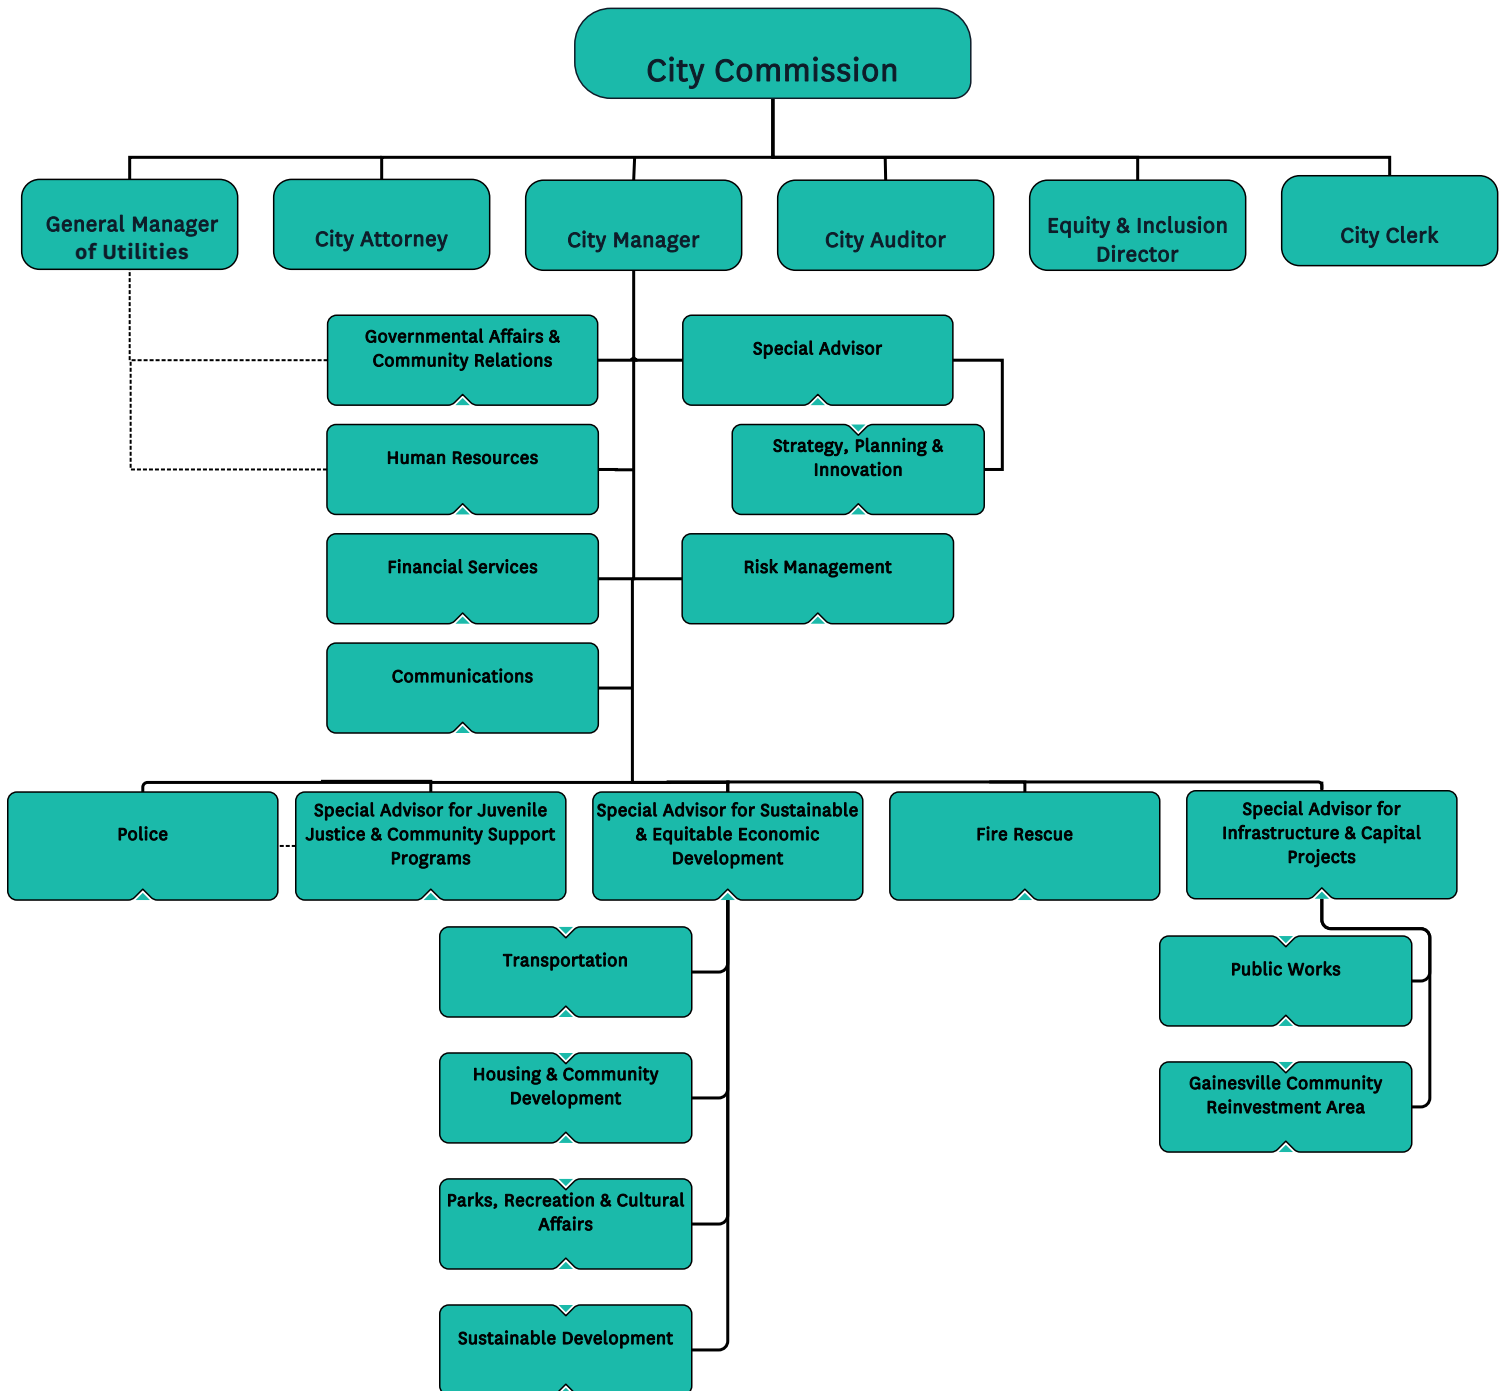 City Commission
General Manager
of Utilities
City Attorney
City Manager
City Auditor
Equity & Inclusion
Director
City Clerk
Governmental Affairs &
Community Relations
Special Advisor
Human Resources
Strategy, Planning &
Innovation
Financial Services
Risk Management
Communications
Police
Special Advisor for Juvenile
Justice & Community Support
Programs
Special Advisor for Sustainable
& Equitable Economic
Development
Fire Rescue
Special Advisor for
Infrastructure & Capital
Projects
Transportation
Public Works
Housing & Community
Development
Gainesville Community
Reinvestment Area
Parks, Recreation & Cultural
Affairs
Sustainable Development